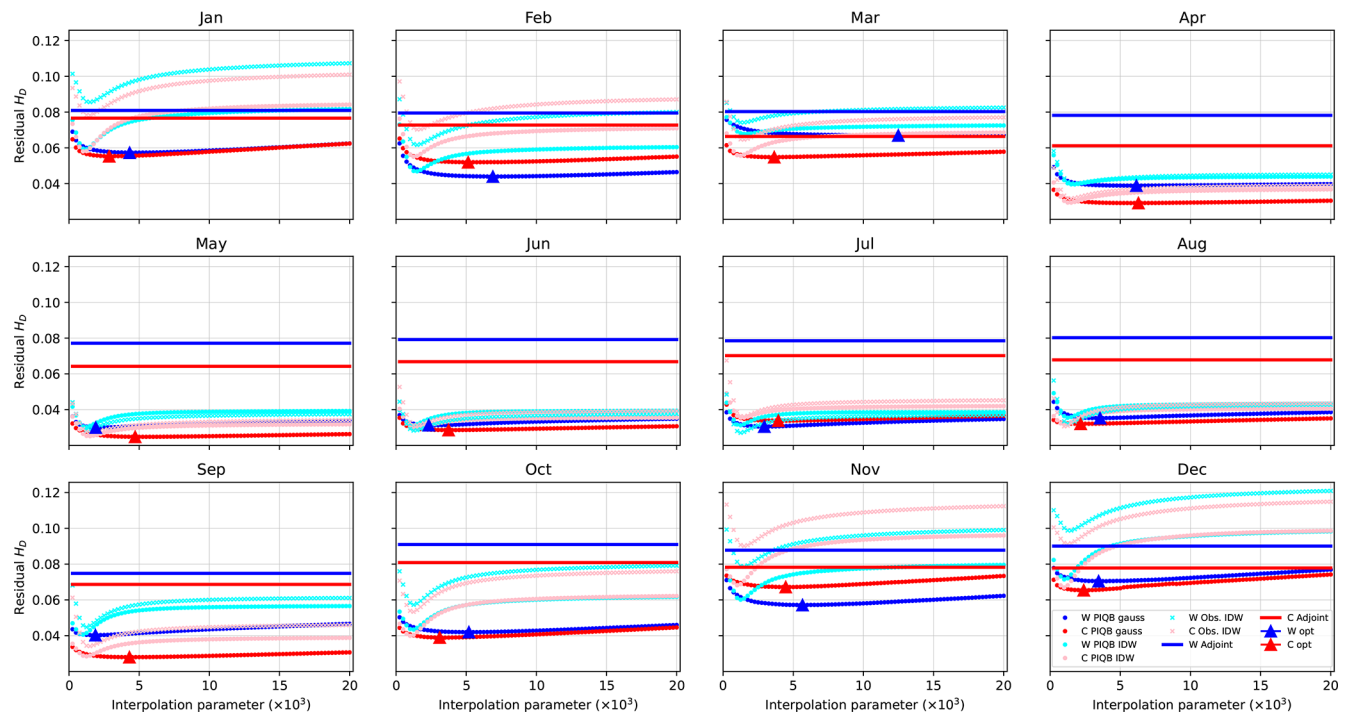 Jan
Feb
Mar
Apr
0.12
0.10
0.08
0.06
0.04
Residual H_D
May
Jun
Jul
Aug
0.12
0.10
0.08
0.06
0.04
Residual H_D
0 5 10 15 20
Sep
Oct
Nov
Dec
0.12
0.10
0.08
0.06
0.04
Residual H_D
W PIQB gauss
C PIQB gauss
W PIQB IDW
C PIQB IDW
W Obs. IDW
C Obs. IDW
W Adjoint
C Adjoint
W opt
C opt
0 5 10 15 20
0 5 10 15 20
0 5 10 15 20
Interpolation parameter (×10³)
Interpolation parameter (×10³)
Interpolation parameter (×10³)
Interpolation parameter (×10³)